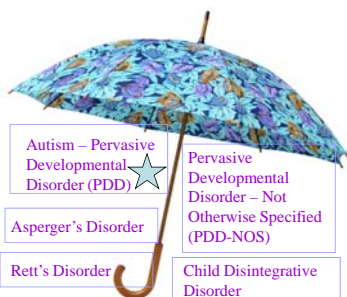 Autism – Pervasive
Developmental
Disorder (PDD)
Pervasive
Developmental
Disorder – Not
Otherwise Specified
(PDD-NOS)
Asperger's Disorder
Rett's Disorder
Child Disintegrative
Disorder